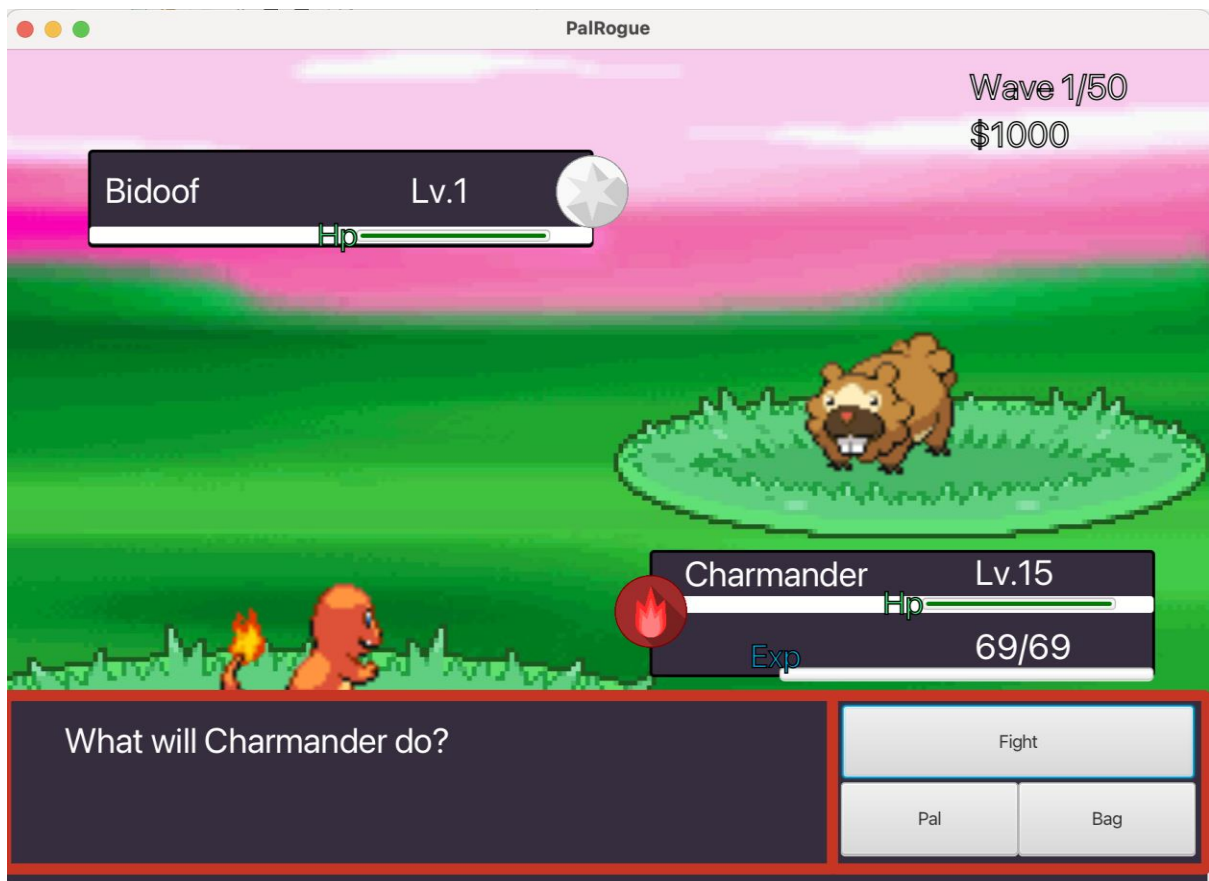 PalRogue
Wave 1/50
$1000
Bidoof Lv.1
Hp
Charmander Lv.15
Hp
69/69
Exp
What will Charmander do?
Fight
Pal Bag